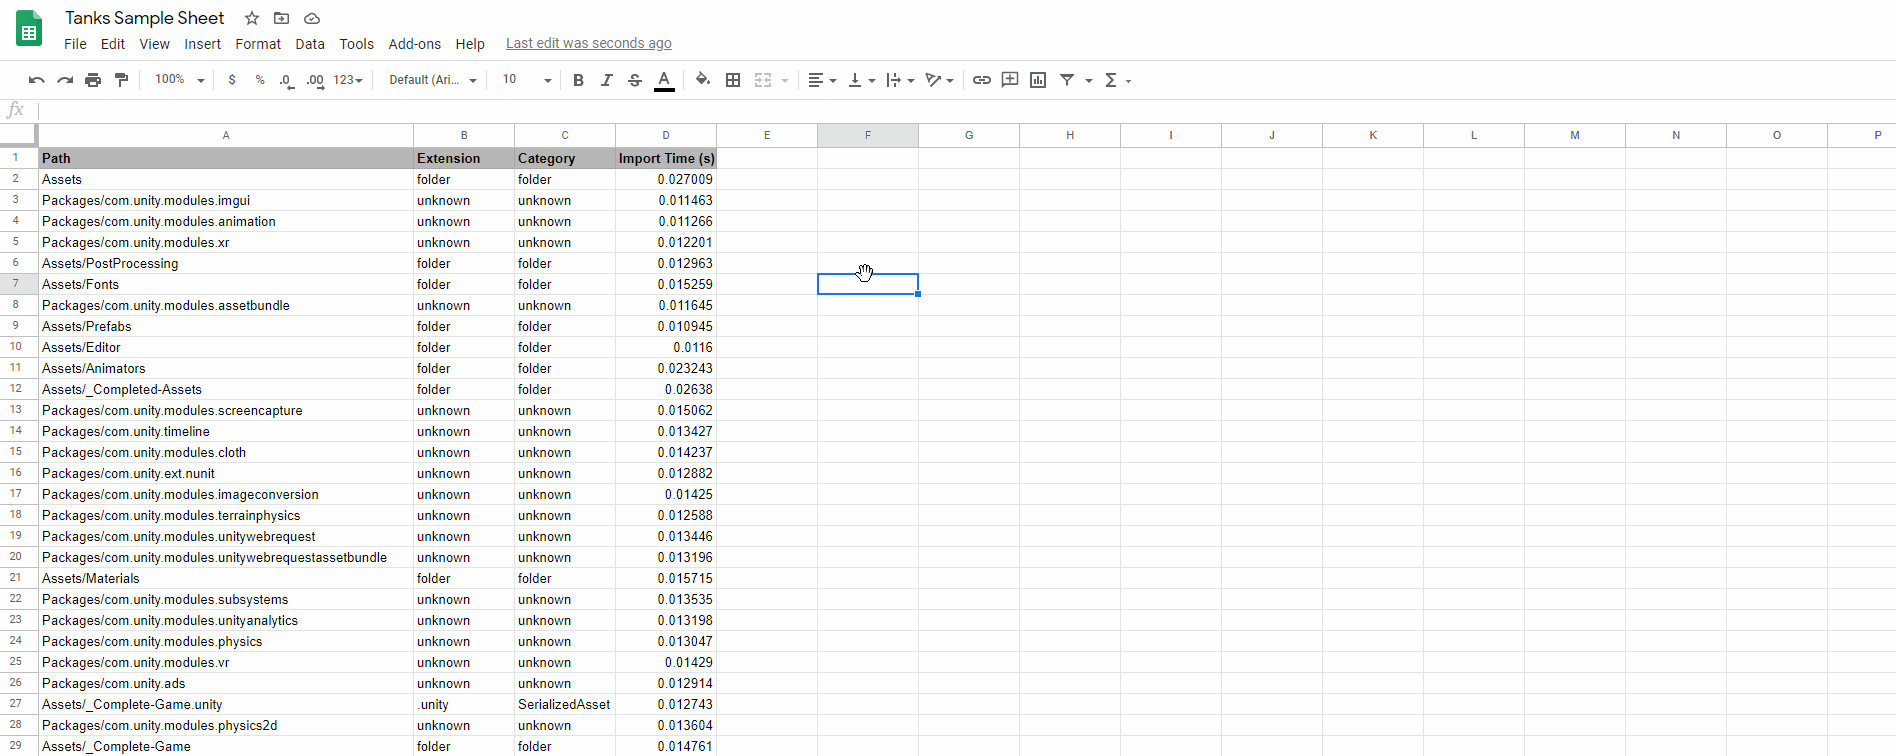 Tanks Sample Sheet
File Edit View Insert Format Data Tools Add-ons Help Last edit was seconds ago
100% $ % .0 .00 123 Default (Ari... 10 B I S A Σ
fx
A B C D E F G H I J K L M N O P
1 Path Extension Category Import Time (s)
2 Assets folder folder 0.027009
3 Packages/com.unity.modules.imgui unknown unknown 0.011463
4 Packages/com.unity.modules.animation unknown unknown 0.011266
5 Packages/com.unity.modules.xr unknown unknown 0.012201
6 Assets/PostProcessing folder folder 0.012963
7 Assets/Fonts folder folder 0.015259
8 Packages/com.unity.modules.assetbundle unknown unknown 0.011645
9 Assets/Prefabs folder folder 0.010945
10 Assets/Editor folder folder 0.0116
11 Assets/Animators folder folder 0.023243
12 Assets/_Completed-Assets folder folder 0.02638
13 Packages/com.unity.modules.screencapture unknown unknown 0.015062
14 Packages/com.unity.timeline unknown unknown 0.013427
15 Packages/com.unity.modules.cloth unknown unknown 0.014237
16 Packages/com.unity.ext.nunit unknown unknown 0.012882
17 Packages/com.unity.modules.imageconversion unknown unknown 0.01425
18 Packages/com.unity.modules.terrainphysics unknown unknown 0.012588
19 Packages/com.unity.modules.unitywebrequest unknown unknown 0.013446
20 Packages/com.unity.modules.unitywebrequestassetbundle unknown unknown 0.013196
21 Assets/Materials folder folder 0.015715
22 Packages/com.unity.modules.subsystems unknown unknown 0.013535
23 Packages/com.unity.modules.unityanalytics unknown unknown 0.013198
24 Packages/com.unity.modules.physics unknown unknown 0.013047
25 Packages/com.unity.modules.vr unknown unknown 0.01429
26 Packages/com.unity.ads unknown unknown 0.012914
27 Assets/_Complete-Game.unity .unity SerializedAsset 0.012743
28 Packages/com.unity.modules.physics2d unknown unknown 0.013604
29 Assets/_Complete-Game folder folder 0.014761